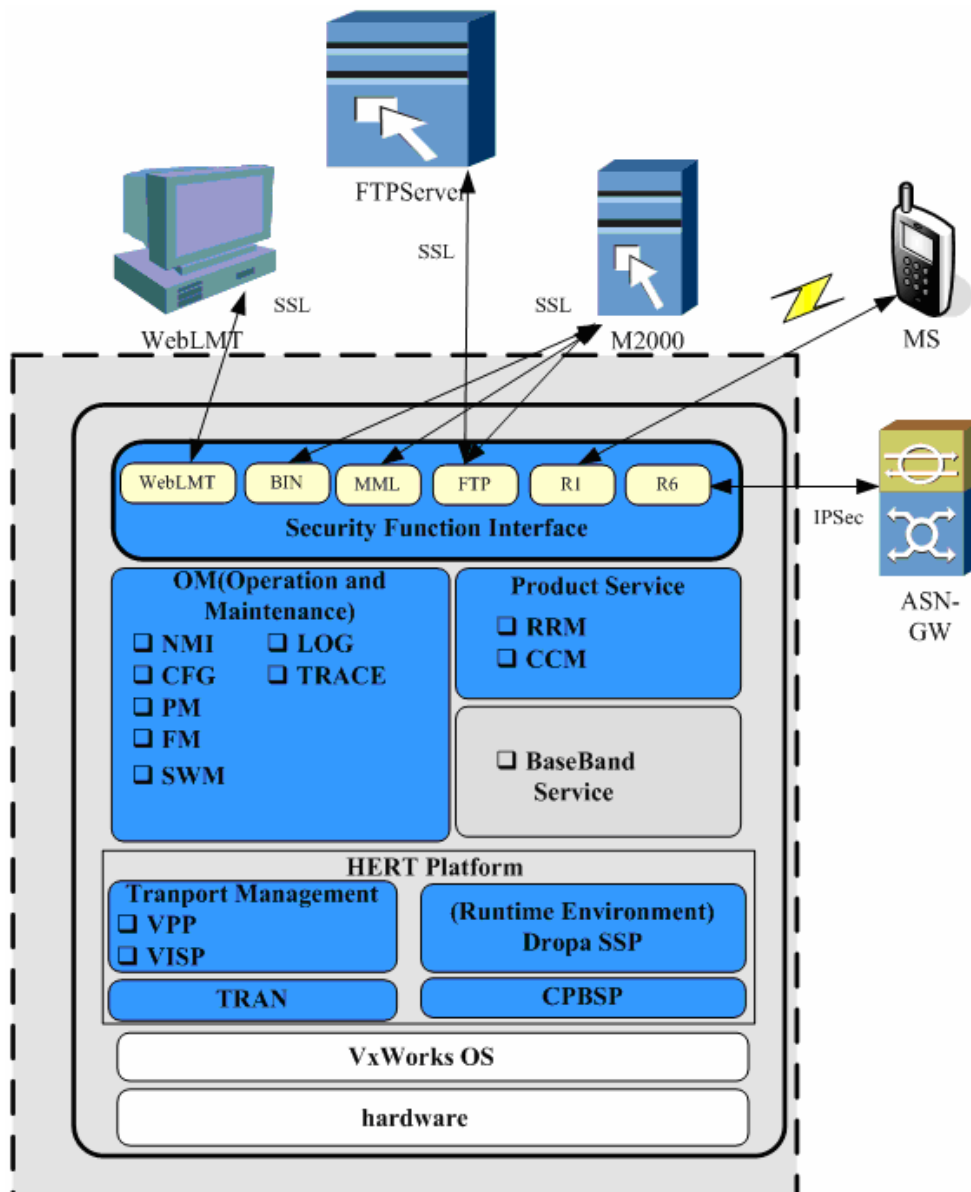 FTPServer
SSL
SSL
SSL
WebLMT
M2000
MS
WebLMT
BIN
MML
FTP
R1
R6
Security Function Interface
IPSec
ASN-
GW
OM(Operation and
Maintenance)
❑ NMI
❑ LOG
❑ CFG
❑ TRACE
❑ PM
❑ FM
❑ SWM
Product Service
❑ RRM
❑ CCM
❑ BaseBand
Service
HERT Platform
Tranport Management
❑ VPP
❑ VISP
(Runtime Environment)
Dropa SSP
TRAN
CPBSP
VxWorks OS
hardware